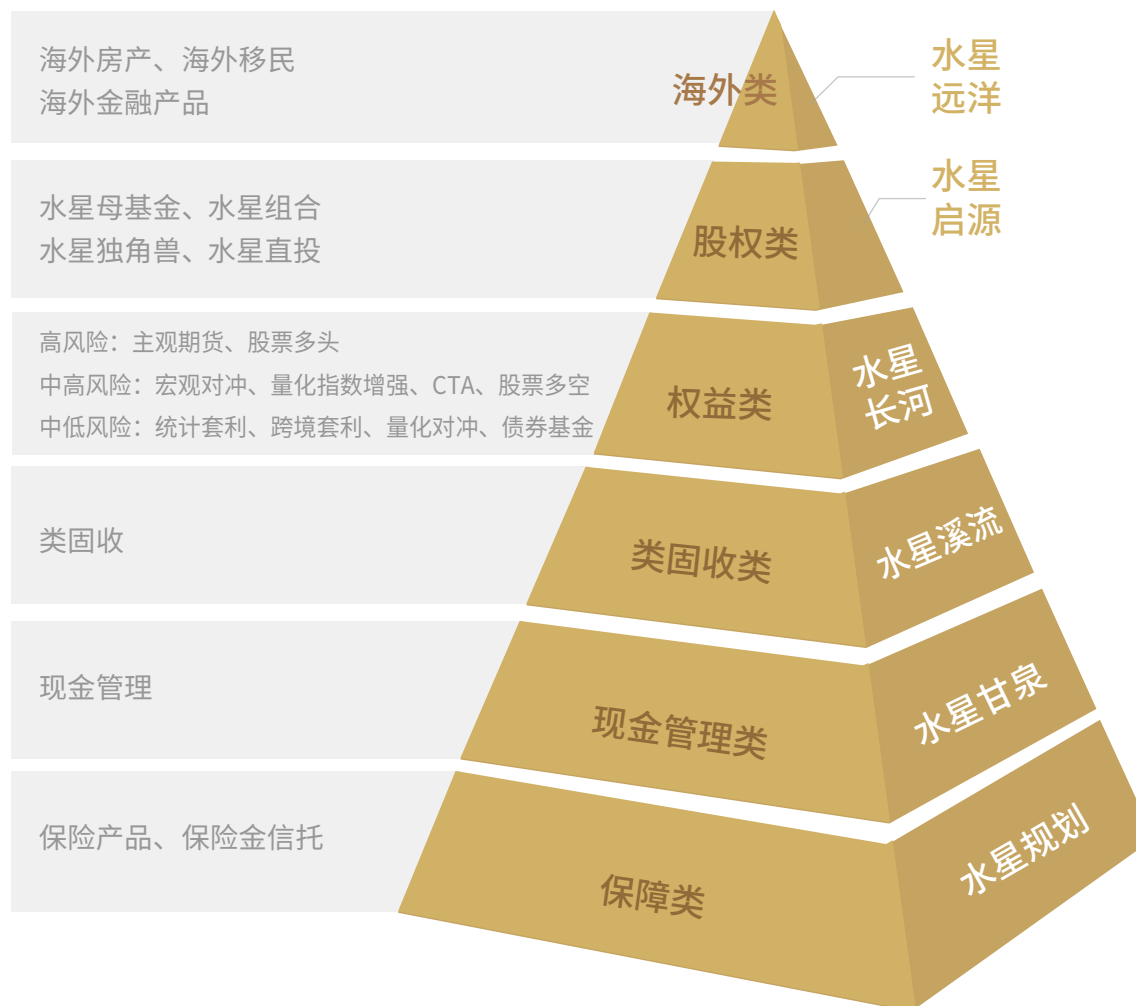 海外房产、海外移民
海外金融产品
海外类
水星
远洋
水星母基金、水星组合
水星独角兽、水星直投
股权类
水星
启源
高风险：主观期货、股票多头
中高风险：宏观对冲、量化指数增强、CTA、股票多空
中低风险：统计套利、跨境套利、量化对冲、债券基金
权益类
水星
长河
类固收
类固收类
水星溪流
现金管理
现金管理类
水星甘泉
保险产品、保险金信托
保障类
水星规划